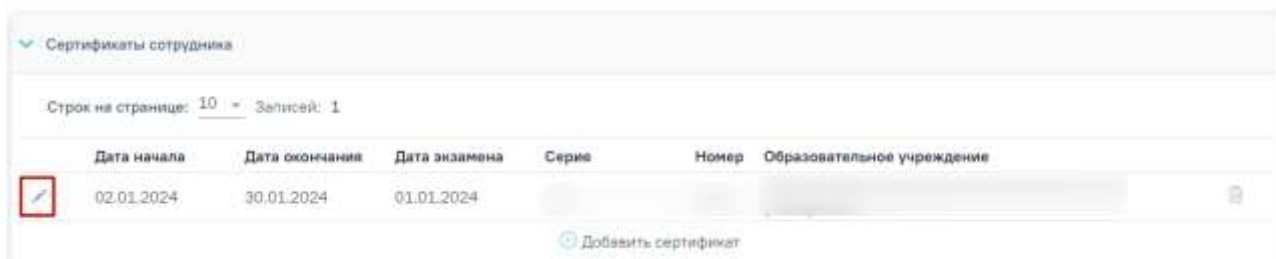 Сертификаты сотрудника
Строк на странице: 10 Записей: 1
Дата начала Дата окончания Дата экзамена Серия Номер Образовательное учреждение
02.01.2024 30.01.2024 01.01.2024
Добавить сертификат